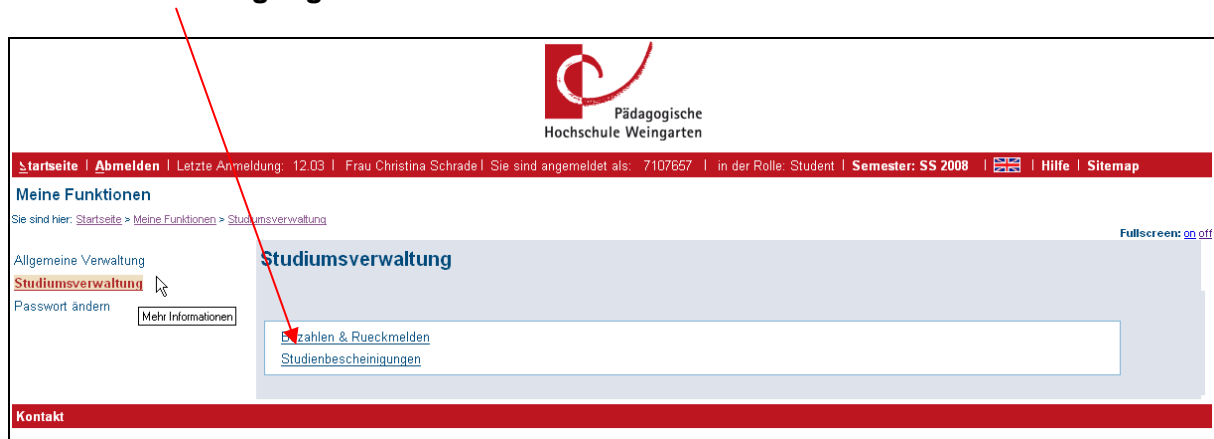 Pädagogische
Hochschule Weingarten
Startseite | Abmelden | Letzte Anmeldung: 12.03 | Frau Christina Schrade | Sie sind angemeldet als: 7107657 | in der Rolle: Student | Semester: SS 2008 | | Hilfe | Sitemap
Meine Funktionen
Sie sind hier: Startseite > Meine Funktionen > Studiumsverwaltung
Fullscreen: on off
Allgemeine Verwaltung
Studiumsverwaltung
Studiumsverwaltung
Passwort ändern
Mehr Informationen
Bezahlen & Rueckmelden
Studienbescheinigungen
Kontakt